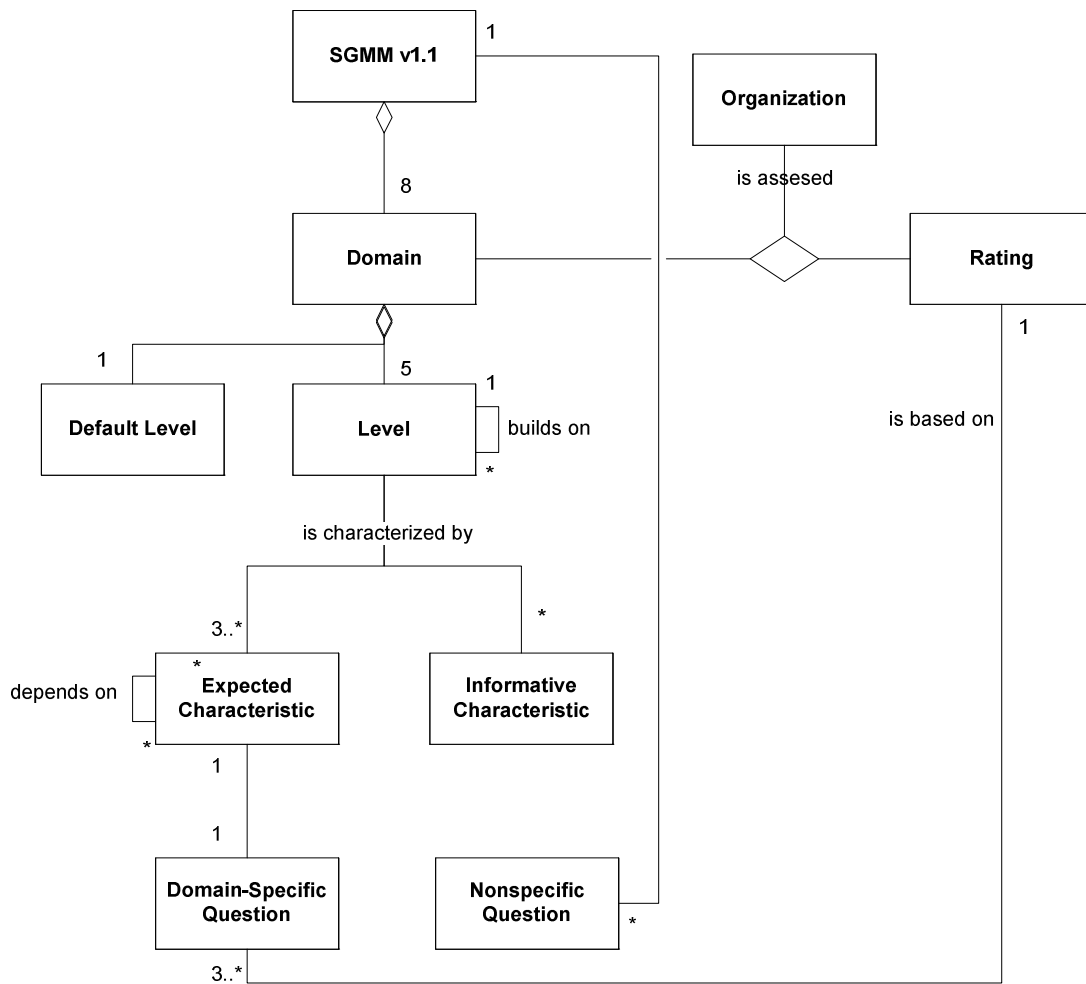 1
SGMM v1.1
Organization
is assesed
8
Domain
Rating
1
1
5
1
Default Level
Level
builds on
is based on
*
is characterized by
*
3..*
*
depends on
Expected
Characteristic
Informative
Characteristic
*
1
1
Domain-Specific
Question
Nonspecific
Question
*
3..*